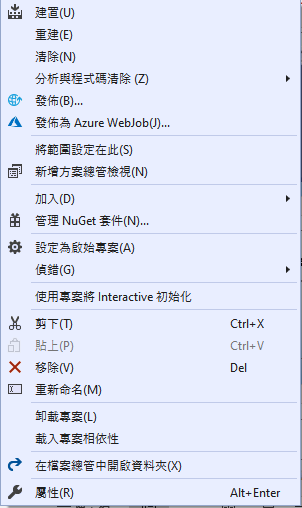 建置(U)
重建(E)
清除(N)
分析與程式碼清除 (Z)
發佈(B)...
發佈為 Azure WebJob(J)...
將範圍設定在此(S)
新增方案總管檢視(N)
加入(D)
管理 NuGet 套件(N)...
設定為啟始專案(A)
偵錯(G)
使用專案將 Interactive 初始化
剪下(T) Ctrl+X
貼上(P) Ctrl+V
移除(V) Del
重新命名(M)
卸載專案(L)
載入專案相依性
在檔案總管中開啟資料夾(X)
屬性(R) Alt+Enter